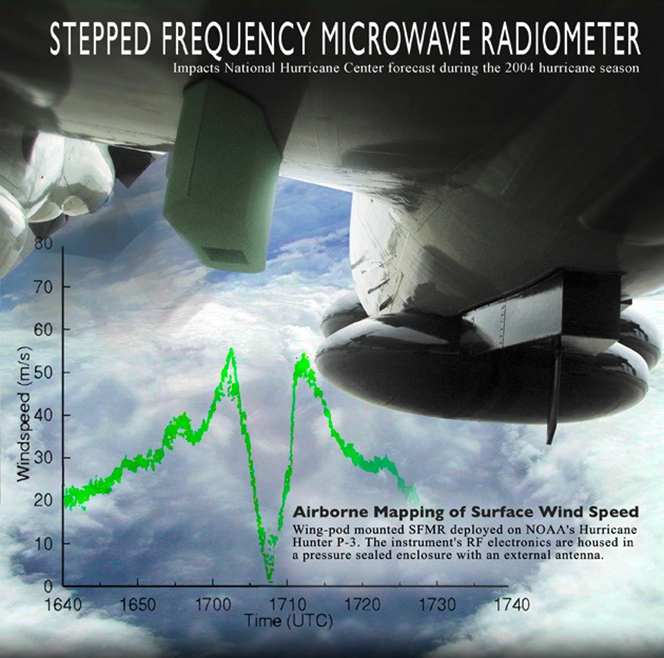 STEPPED FREQUENCY MICROWAVE RADIOMETER
Impacts National Hurricane Center forecast during the 2004 hurricane season
80
70
60
50
40
30
20
10
0
Windspeed (m/s)
Airborne Mapping of Surface Wind Speed
Wing-pod mounted SFMR deployed on NOAA's Hurricane
Hunter P-3. The instrument's RF electronics are housed in
a pressure sealed enclosure with an external antenna.
1640 1650 1700 1710 1720 1730 1740
Time (UTC)